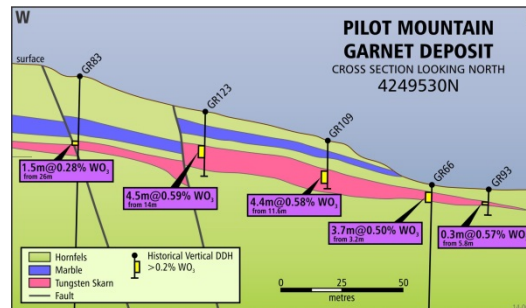 W
PILOT MOUNTAIN
GARNET DEPOSIT
CROSS SECTION LOOKING NORTH
4249530N
surface
GR83
GR123
GR109
GR66
GR93
1.5m@0.28% WO₃
from 26m
4.5m@0.59% WO₃
from 14m
4.4m@0.58% WO₃
from 11.6m
3.7m@0.50% WO₃
from 3.2m
0.3m@0.57% WO₃
from 5.8m
Hornfels
Marble
Tungsten Skarn
Fault
Historical Vertical DDH
>0.2% WO₃
0 25 50
metres